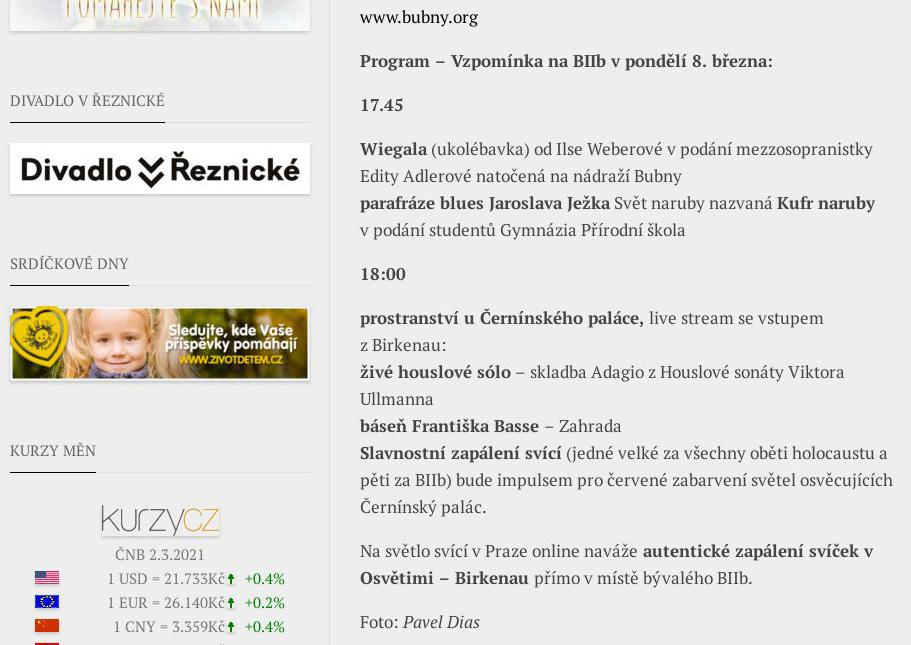 POMÁHEJTE S NÁMI
DIVADLO V ŘEZNICKÉ
Divadlo Řeznické
SRDÍČKOVÉ DNY
Sledujte, kde Vaše
příspěvky pomáhají
WWW.ZIVOTDETEM.CZ
KURZY MĚN
kurzycz
ČNB 2.3.2021
1 USD = 21.733Kč +0.4%
1 EUR = 26.140Kč +0.2%
1 CNY = 3.359Kč +0.4%
www.bubny.org
Program – Vzpomínka na BIIb v pondělí 8. března:
17.45
Wiegala (ukolébavka) od Ilse Weberové v podání mezzosopranistky
Edity Adlerové natočená na nádraží Bubny
parafráze blues Jaroslava Ježka Svět naruby nazvaná Kufr naruby
v podání studentů Gymnázia Přírodní škola
18:00
prostranství u Černínského paláce, live stream se vstupem
z Birkenau:
živé houslové sólo – skladba Adagio z Houslové sonáty Viktora
Ullmanna
báseň Františka Basse – Zahrada
Slavnostní zapálení svící (jedné velké za všechny oběti holocaustu a
pěti za BIIb) bude impulsem pro červené zabarvení světel osvěcujících
Černínský palác.
Na světlo svící v Praze online naváže autentické zapálení svíček v
Osvětimi – Birkenau přímo v místě bývalého BIIb.
Foto: Pavel Dias